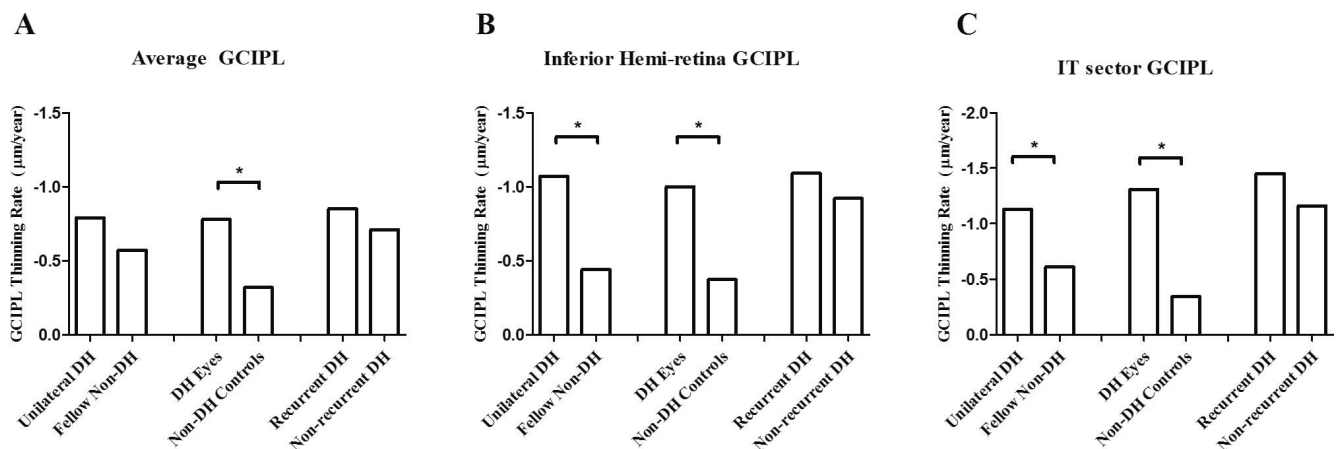 A
Average GCIPL
GCIPL Thinning Rate (μm/year)
-1.5
-1.0
-0.5
0.0
*
Unilateral DH
Fellow Non-DH
DH Eyes
Non-DH Controls
Recurrent DH
Non-recurrent DH
B
Inferior Hemi-retina GCIPL
GCIPL Thinning Rate (μm/year)
-1.5
-1.0
-0.5
0.0
*
*
Unilateral DH
Fellow Non-DH
DH Eyes
Non-DH Controls
Recurrent DH
Non-recurrent DH
C
IT sector GCIPL
GCIPL Thinning Rate (μm/year)
-2.0
-1.5
-1.0
-0.5
0.0
*
*
Unilateral DH
Fellow Non-DH
DH Eyes
Non-DH Controls
Recurrent DH
Non-recurrent DH